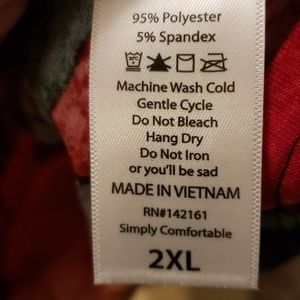 95% Polyester
5% Spandex
Machine Wash Cold
Gentle Cycle
Do Not Bleach
Hang Dry
Do Not Iron
or you'll be sad
MADE IN VIETNAM
RN#142161
Simply Comfortable
2XL